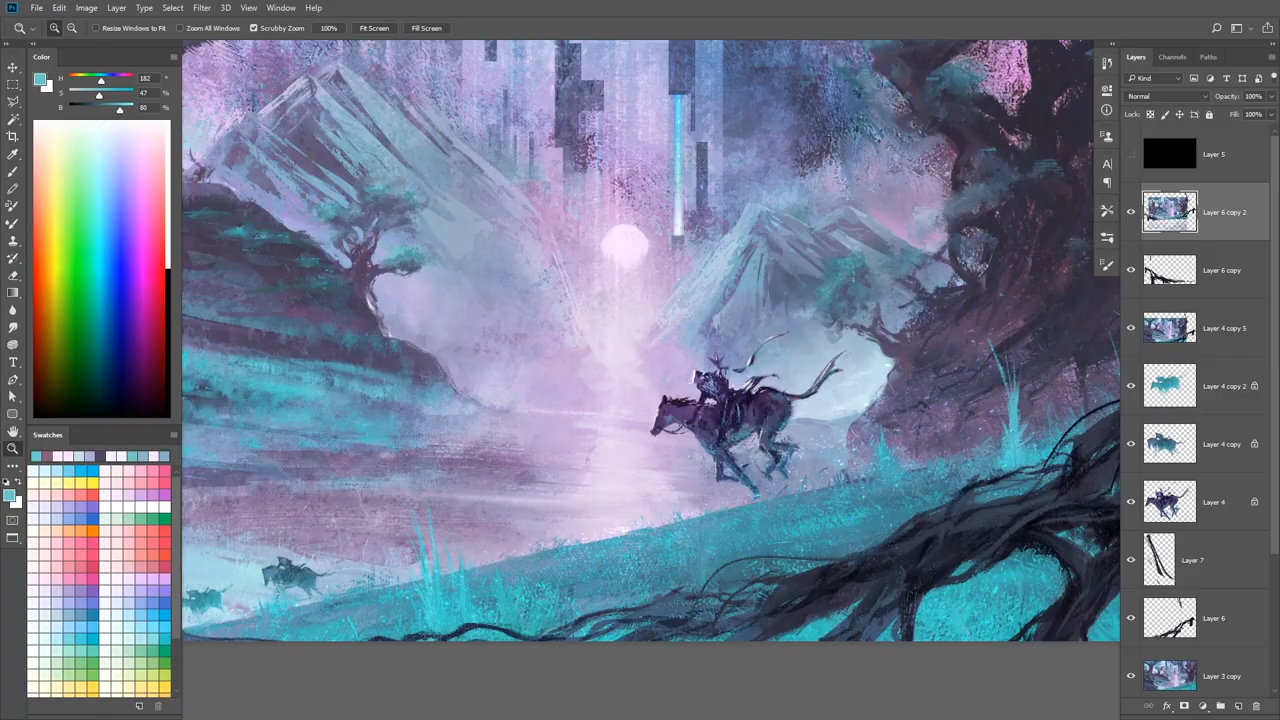 Ps File Edit Image Layer Type Select Filter 3D View Window Help
Resize Windows to Fit Zoom All Windows Scrubby Zoom 100% Fit Screen Fill Screen
Color
H 182 °
S 47 %
B 80 %
Swatches
Layers Channels Paths
Kind
Normal Opacity: 100%
Lock: Fill: 100%
Layer 5
Layer 6 copy 2
Layer 6 copy
Layer 4 copy 5
Layer 4 copy 2
Layer 4 copy
Layer 4
Layer 7
Layer 6
Layer 3 copy